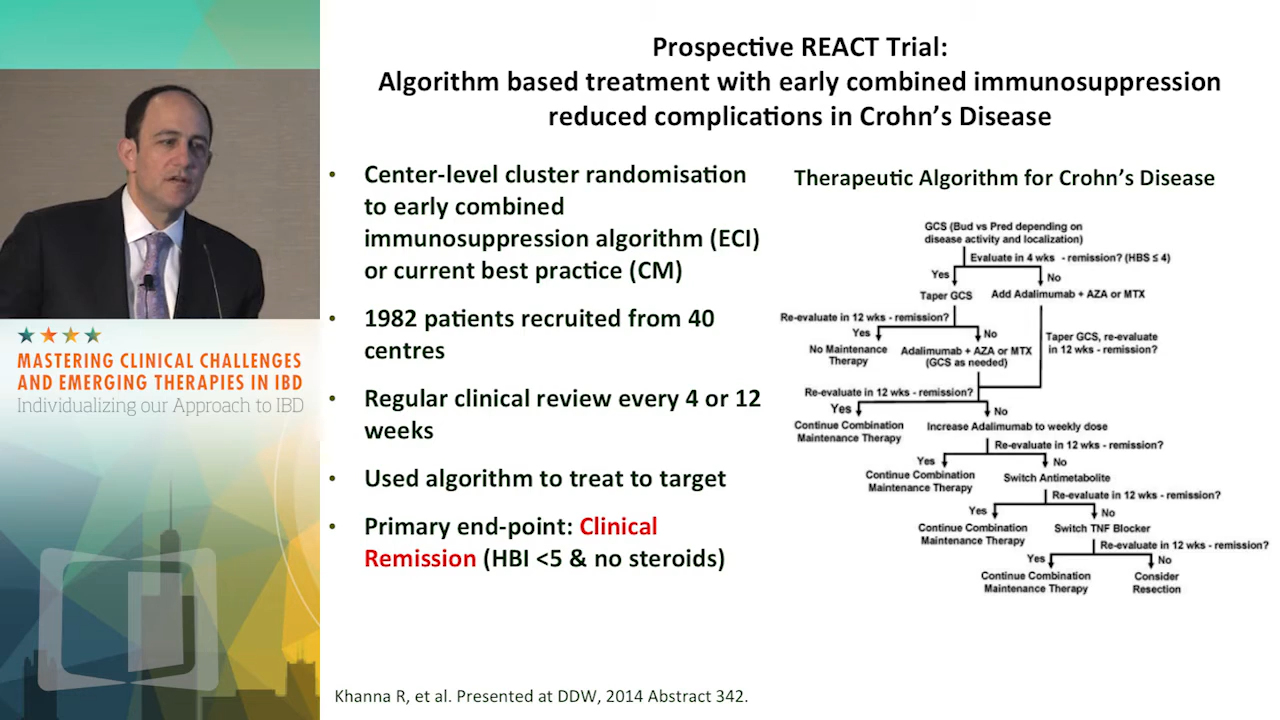 Prospective REACT Trial:
Algorithm based treatment with early combined immunosuppression
reduced complications in Crohn's Disease
• Center-level cluster randomisation
to early combined
immunosuppression algorithm (ECI)
or current best practice (CM)
• 1982 patients recruited from 40
centres
• Regular clinical review every 4 or 12
weeks
• Used algorithm to treat to target
• Primary end-point: Clinical
Remission (HBI <5 & no steroids)
Therapeutic Algorithm for Crohn's Disease
GCS (Bud vs Pred depending on
disease activity and localization)
Evaluate in 4 wks - remission? (HBS ≤ 4)
Yes
No
Taper GCS
Add Adalimumab + AZA or MTX
Re-evaluate in 12 wks - remission?
Yes
No
Taper GCS, re-evaluate
in 12 wks - remission?
No Maintenance
Therapy
Adalimumab + AZA or MTX
(GCS as needed)
Re-evaluate in 12 wks - remission?
Yes
No
Continue Combination
Maintenance Therapy
Increase Adalimumab to weekly dose
Re-evaluate in 12 wks - remission?
Yes
No
Continue Combination
Maintenance Therapy
Switch Antimetabolite
Re-evaluate in 12 wks - remission?
Yes
No
Continue Combination
Maintenance Therapy
Switch TNF Blocker
Re-evaluate in 12 wks - remission?
Yes
No
Continue Combination
Maintenance Therapy
Consider
Resection
MASTERING CLINICAL CHALLENGES
AND EMERGING THERAPIES IN IBD
Individualizing our Approach to IBD
Khanna R, et al. Presented at DDW, 2014 Abstract 342.